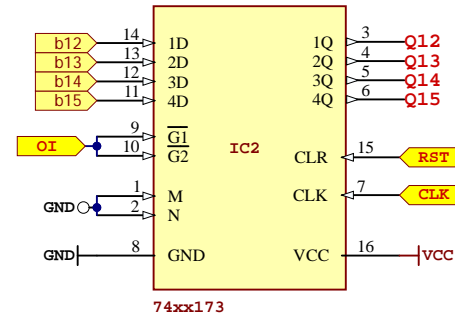 b12 14 1D 1Q 3 Q12
b13 13 2D 2Q 4 Q13
b14 12 3D 3Q 5 Q14
b15 11 4D 4Q 6 Q15
OI 9 G1
10 G2
IC2
CLR 15 RST
GND 1 M CLK 7 CLK
2 N
GND 8 GND VCC 16 VCC
74xx173